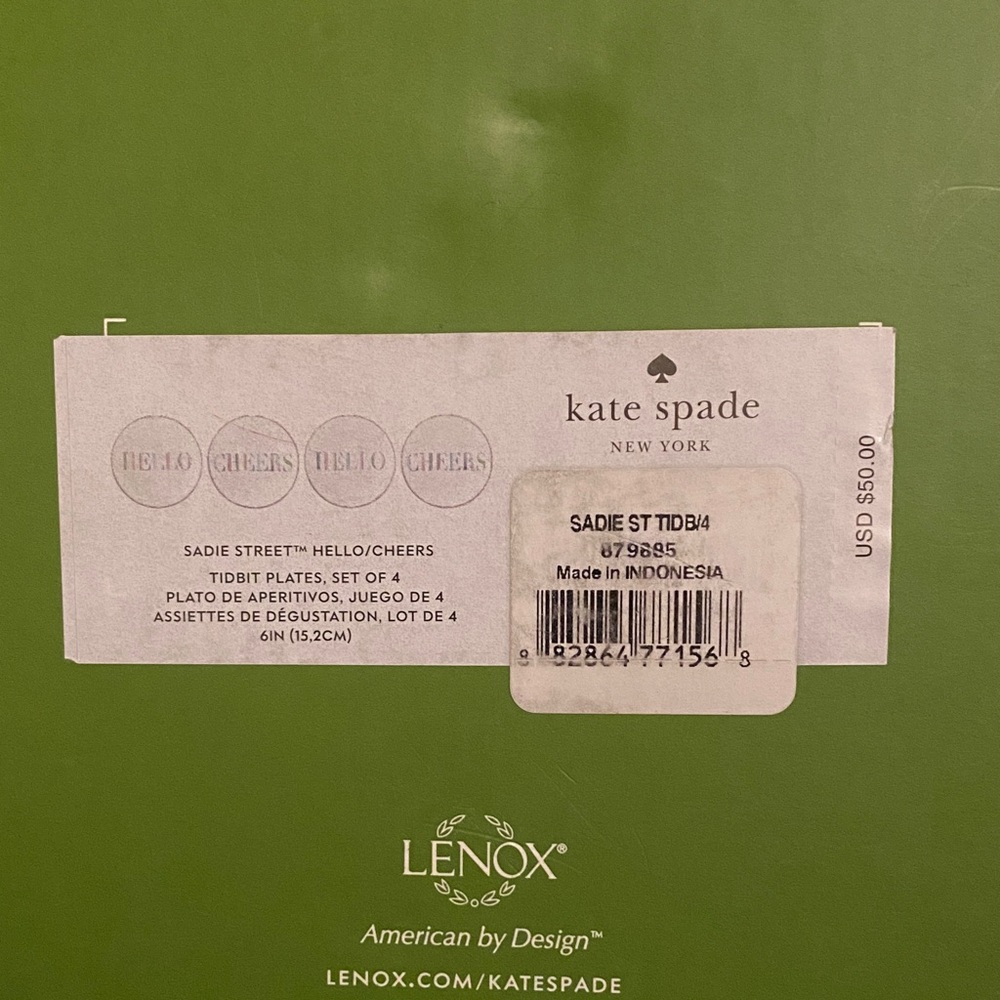 HELLO CHEERS HELLO CHEERS
SADIE STREET™ HELLO/CHEERS
TIDBIT PLATES, SET OF 4
PLATO DE APERITIVOS, JUEGO DE 4
ASSIETTES DE DÉGUSTATION, LOT DE 4
6IN (15,2CM)
kate spade
NEW YORK
SADIE ST TIDB/4
Made in INDONESIA
8 82864 77156 8
USD $50.00
LENOX®
American by Design™
LENOX.COM/KATESPADE